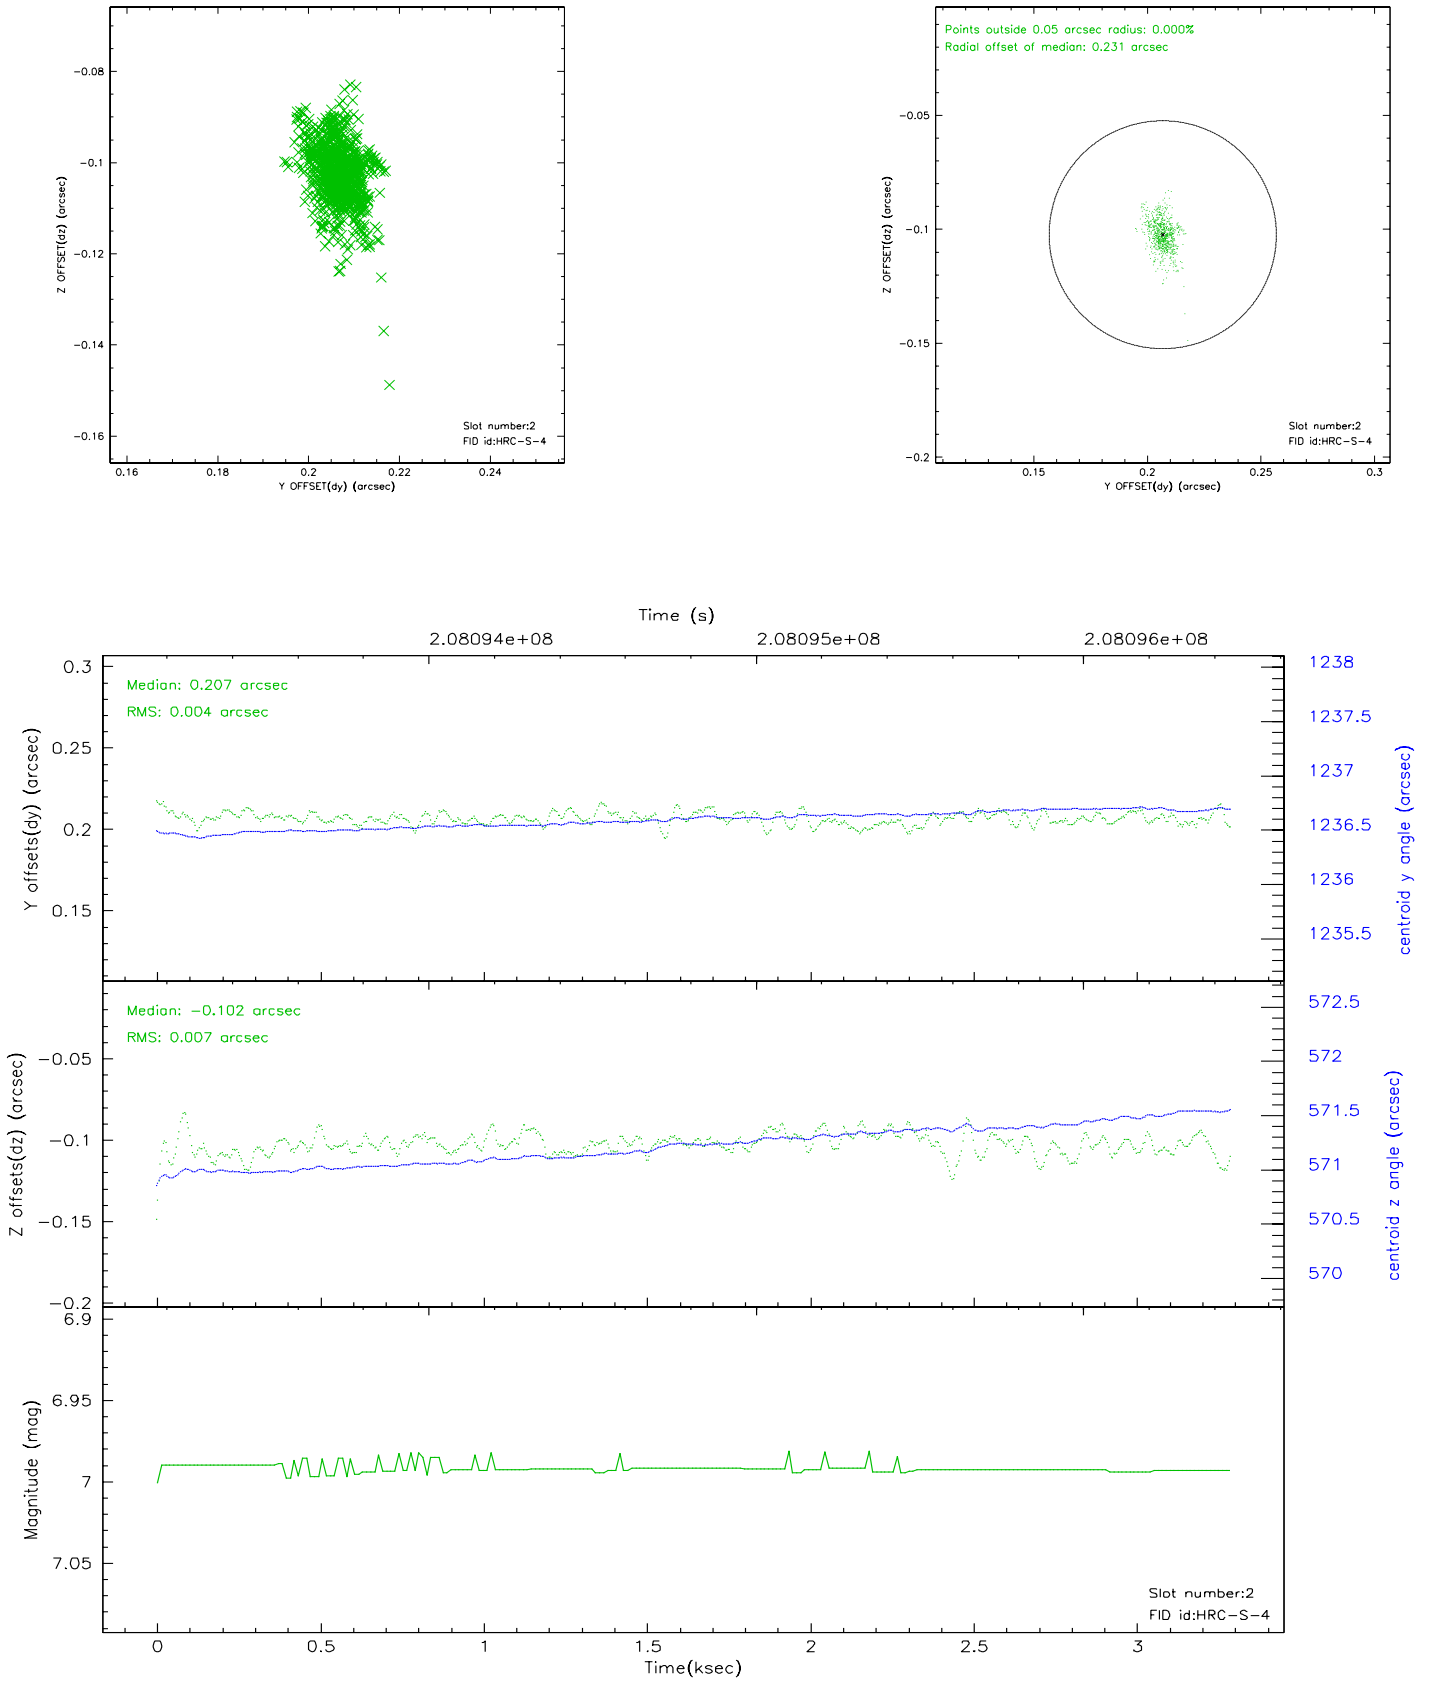 -0.08
-0.1
-0.12
-0.14
-0.16
Z OFFSET(dz) (arcsec)
Slot number:2
FID id:HRC-S-4
0.16 0.18 0.2 0.22 0.24
Y OFFSET(dy) (arcsec)
Points outside 0.05 arcsec radius: 0.000%
Radial offset of median: 0.231 arcsec
-0.05
-0.1
-0.15
-0.2
Z OFFSET(dz) (arcsec)
Slot number:2
FID id:HRC-S-4
0.15 0.2 0.25 0.3
Y OFFSET(dy) (arcsec)
Time (s)
2.08094e+08 2.08095e+08 2.08096e+08
Median: 0.207 arcsec
RMS: 0.004 arcsec
0.3
0.25
0.2
0.15
Y offsets(dy) (arcsec)
1238
1237.5
1237
1236.5
1236
1235.5
centroid y angle (arcsec)
Median: -0.102 arcsec
RMS: 0.007 arcsec
-0.05
-0.1
-0.15
-0.2
Z offsets(dz) (arcsec)
572.5
572
571.5
571
570.5
570
centroid z angle (arcsec)
6.9
6.95
7
7.05
Magnitude (mag)
Slot number:2
FID id:HRC-S-4
0 0.5 1 1.5 2 2.5 3
Time(ksec)